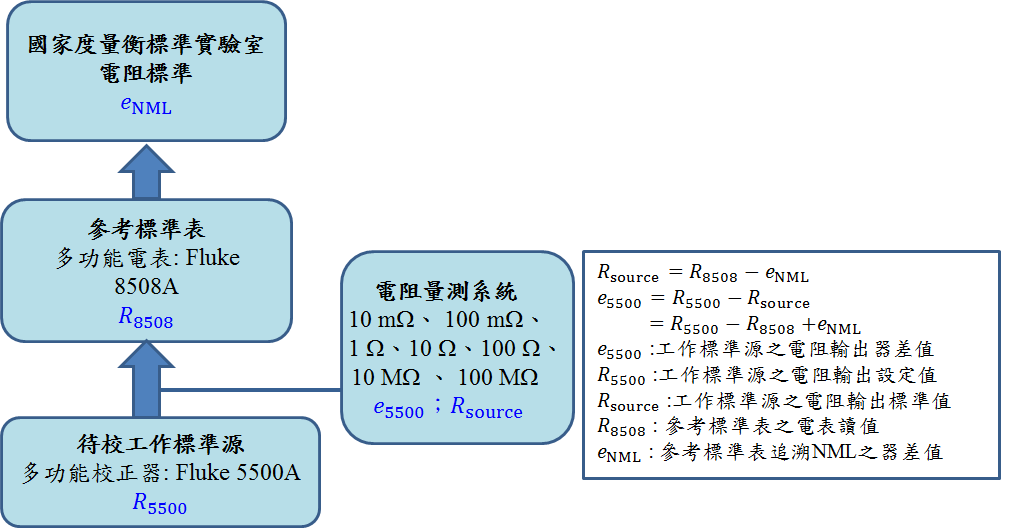 國家度量衡標準實驗室
電阻標準
eNML
參考標準表
多功能電表: Fluke
8508A
R8508
電阻量測系統
10 mΩ、 100 mΩ、
1 Ω、10 Ω、100 Ω、
10 MΩ 、 100 MΩ
e5500 ；Rsource
待校工作標準源
多功能校正器: Fluke 5500A
R5500
Rsource = R8508 − eNML
e5500 = R5500 − Rsource
= R5500 − R8508 +eNML
e5500 :工作標準源之電阻輸出器差值
R5500 :工作標準源之電阻輸出設定值
Rsource :工作標準源之電阻輸出標準值
R8508 : 參考標準表之電表讀值
eNML : 參考標準表追溯NML之器差值